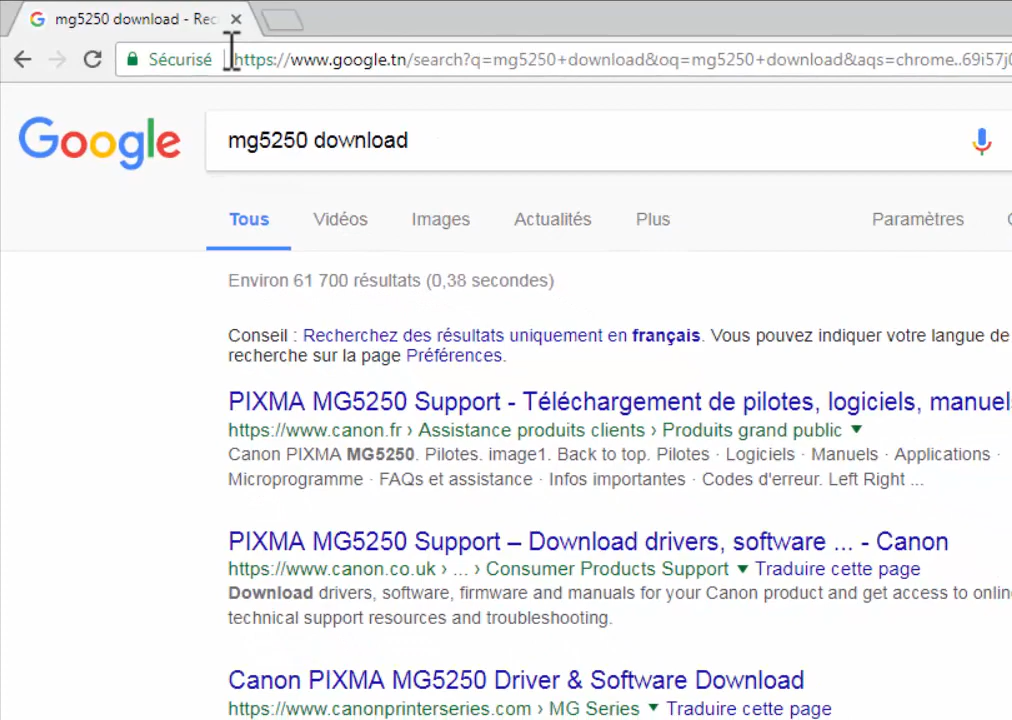 mg5250 download - Rec
Sécurisé https://www.google.tn/search?q=mg5250+download&oq=mg5250+download&aqs=chrome..69i57j0
Google
mg5250 download
Tous Vidéos Images Actualités Plus Paramètres
Environ 61 700 résultats (0,38 secondes)
Conseil : Recherchez des résultats uniquement en français. Vous pouvez indiquer votre langue de
recherche sur la page Préférences.
PIXMA MG5250 Support - Téléchargement de pilotes, logiciels, manuels
https://www.canon.fr › Assistance produits clients › Produits grand public
Canon PIXMA MG5250. Pilotes. image1. Back to top. Pilotes · Logiciels · Manuels · Applications ·
Microprogramme · FAQs et assistance · Infos importantes · Codes d'erreur. Left Right ...
PIXMA MG5250 Support – Download drivers, software ... - Canon
https://www.canon.co.uk › ... › Consumer Products Support Traduire cette page
Download drivers, software, firmware and manuals for your Canon product and get access to online
technical support resources and troubleshooting.
Canon PIXMA MG5250 Driver & Software Download
https://www.canonprinterseries.com › MG Series Traduire cette page